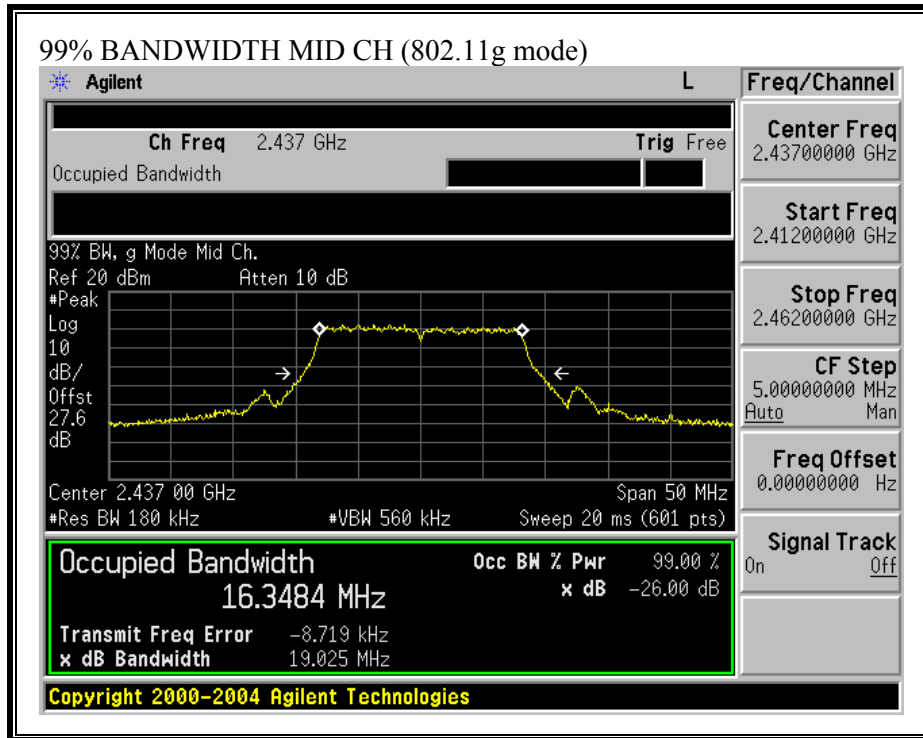 99% BANDWIDTH MID CH (802.11g mode)
Agilent L Freq/Channel
Ch Freq 2.437 GHz Trig Free
Occupied Bandwidth
Center Freq
2.43700000 GHz
Start Freq
2.41200000 GHz
99% BW, g Mode Mid Ch.
Ref 20 dBm Atten 10 dB
#Peak
Log
10
dB/
Offst
27.6
dB
Stop Freq
2.46200000 GHz
CF Step
5.00000000 MHz
Auto Man
Freq Offset
0.00000000 Hz
Center 2.437 00 GHz Span 50 MHz
#Res BW 180 kHz #VBW 560 kHz Sweep 20 ms (601 pts)
Signal Track
On Off
Occupied Bandwidth Occ BW % Pwr 99.00 %
16.3484 MHz x dB -26.00 dB
Transmit Freq Error -8.719 kHz
x dB Bandwidth 19.025 MHz
Copyright 2000-2004 Agilent Technologies